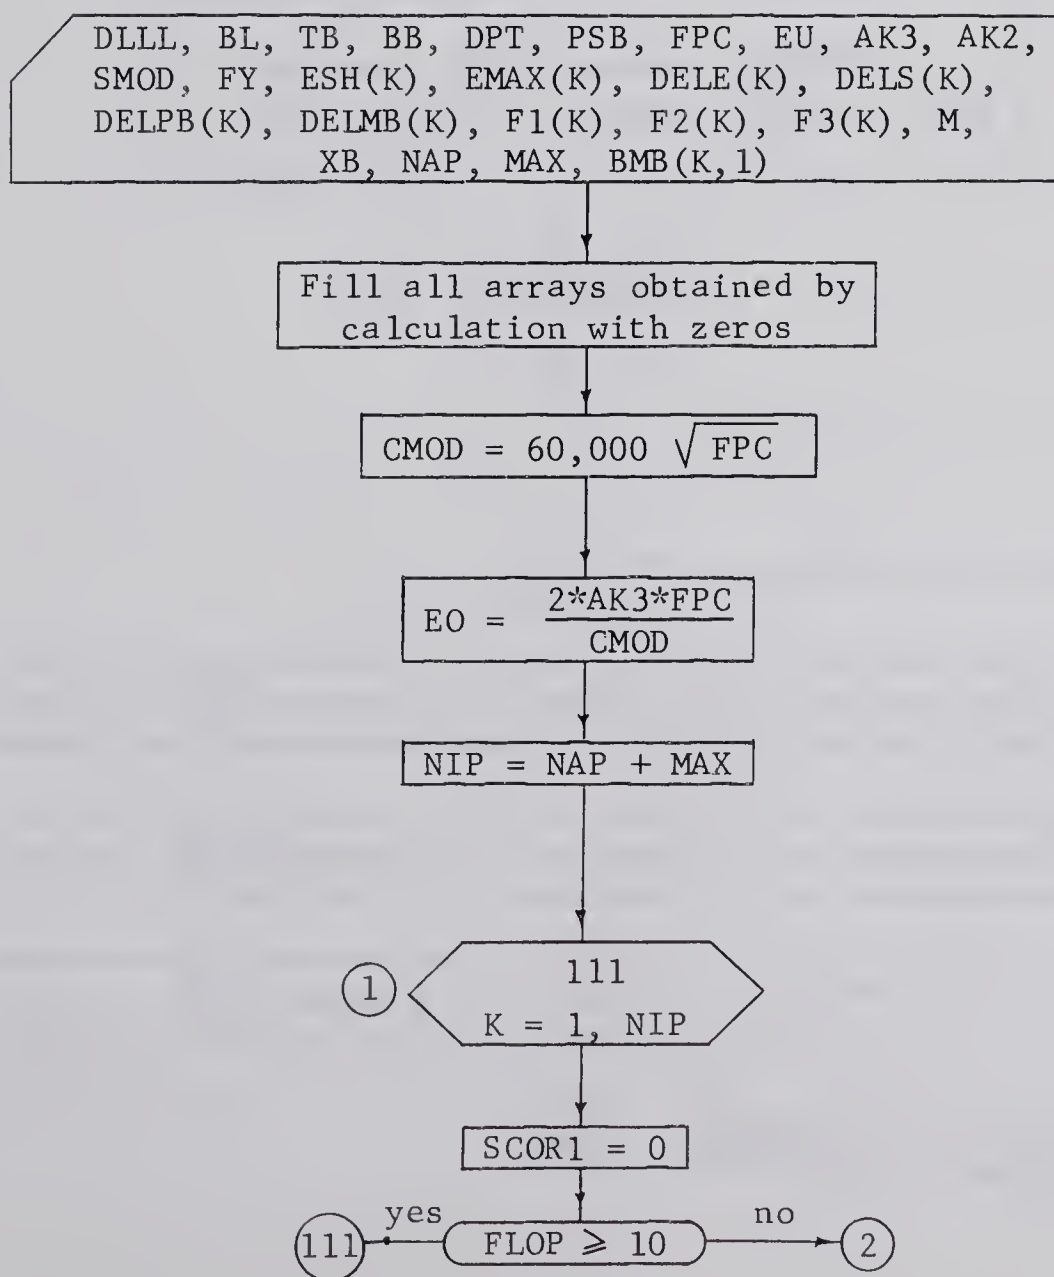 DLLL, BL, TB, BB, DPT, PSB, FPC, EU, AK3, AK2,
SMOD, FY, ESH(K), EMAX(K), DELE(K), DELS(K),
DELPB(K), DELMB(K), F1(K), F2(K), F3(K), M,
XB, NAP, MAX, BMB(K,1)
Fill all arrays obtained by
calculation with zeros
CMOD = 60,000 √FPC
EO = 2*AK3*FPC
CMOD
NIP = NAP + MAX
1
111
K = 1, NIP
SCOR1 = 0
111 yes FLOP ⩾ 10 no 2